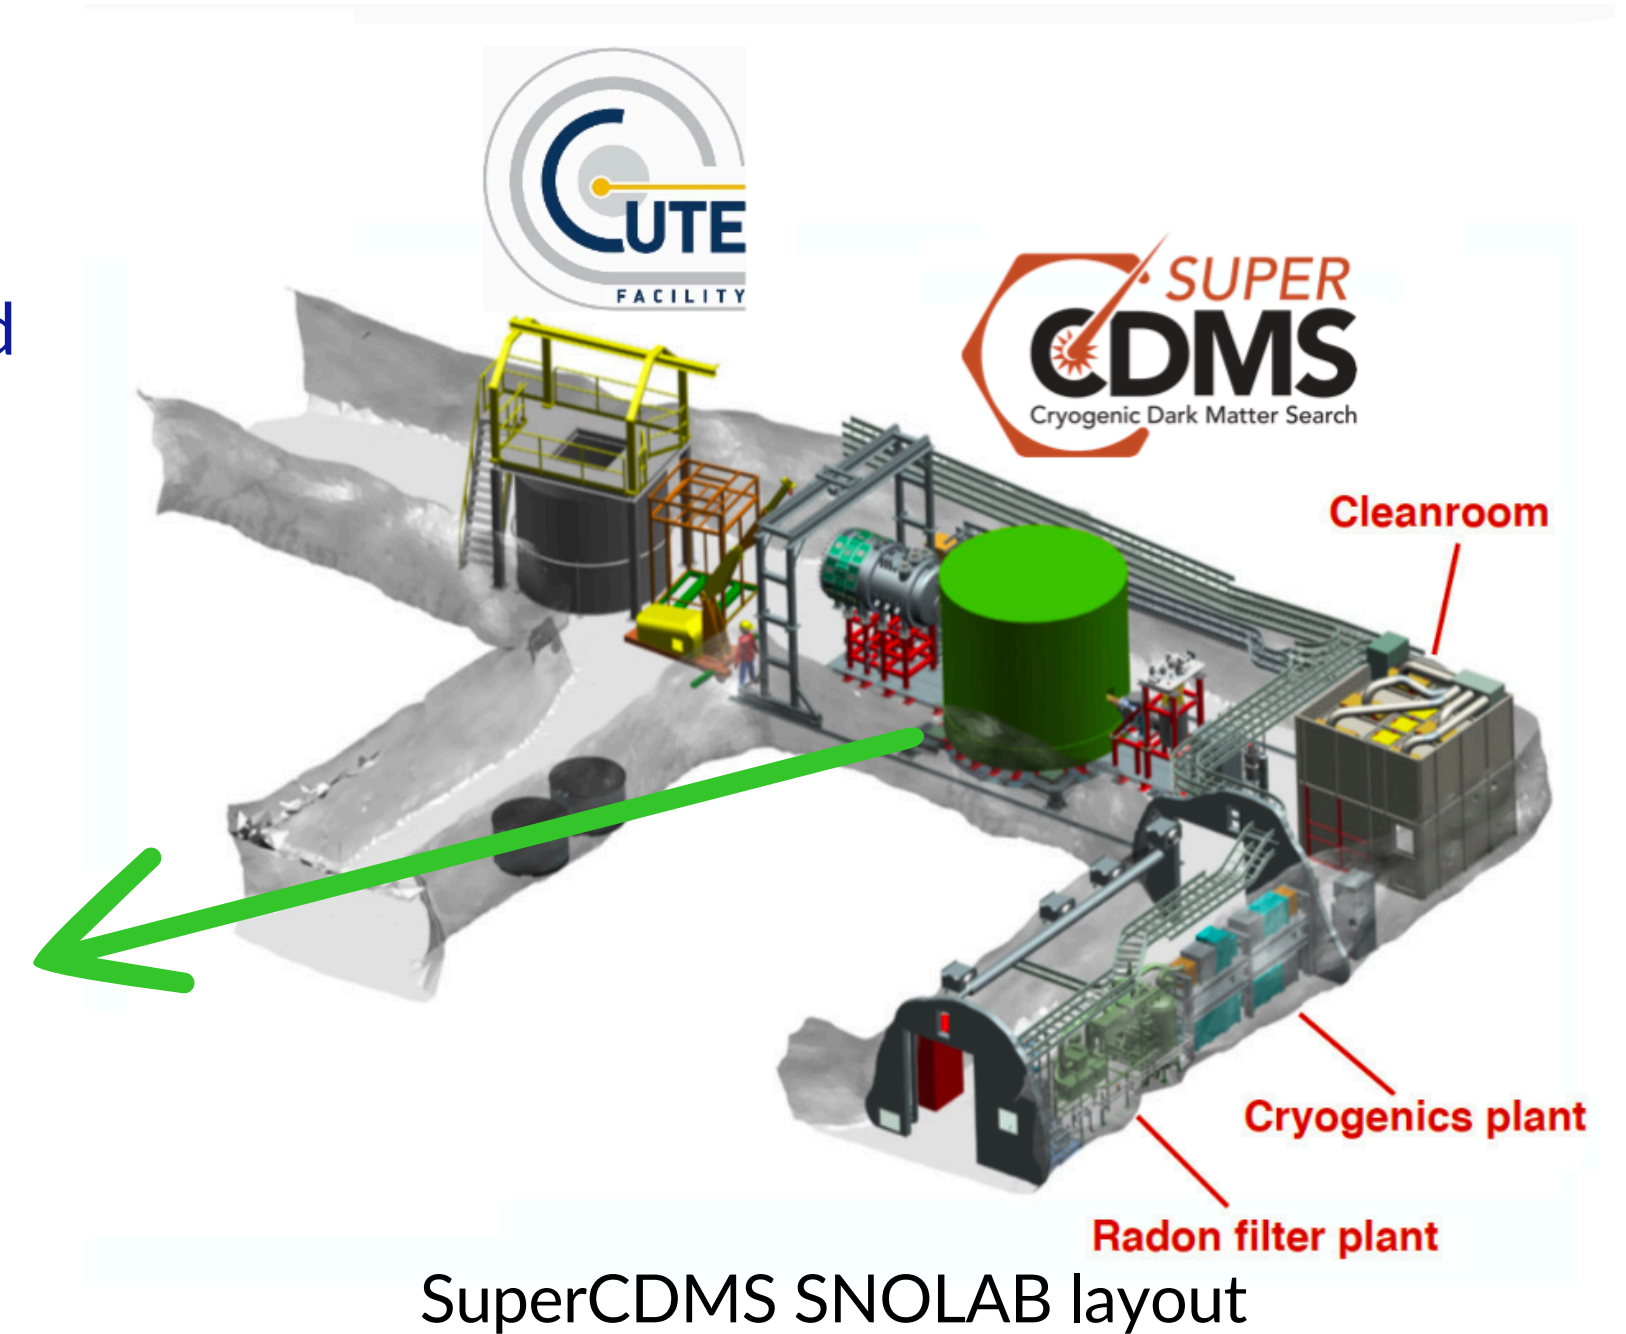 CUTE
FACILITY
d
SUPER
CDMS
Cryogenic Dark Matter Search
Cleanroom
Cryogenics plant
Radon filter plant
SuperCDMS SNOLAB layout